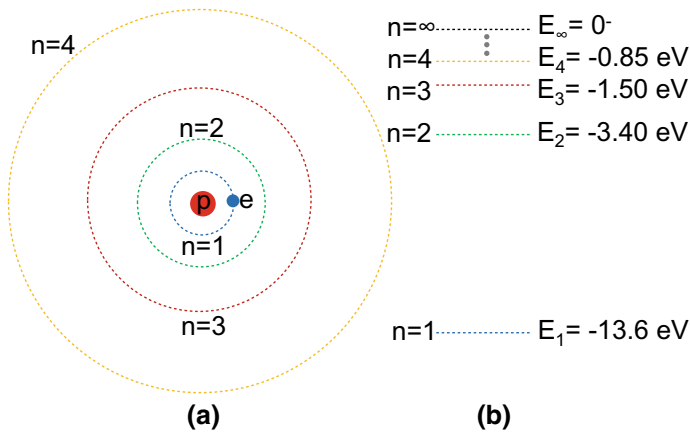 n=4
n=2
p
e
n=1
n=3
(a)
n=∞ E∞= 0-
n=4 E4= -0.85 eV
n=3 E3= -1.50 eV
n=2 E2= -3.40 eV
n=1 E1= -13.6 eV
(b)